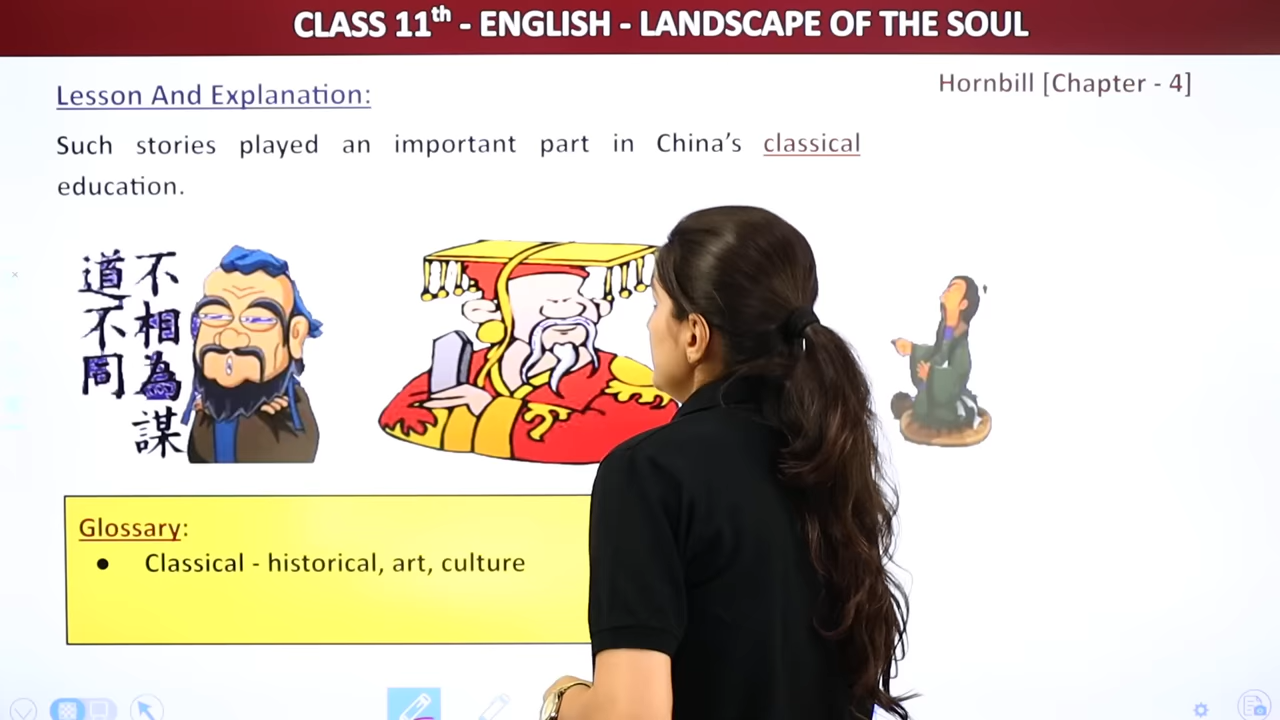 CLASS 11th - ENGLISH - LANDSCAPE OF THE SOUL
Hornbill [Chapter - 4]
Lesson And Explanation:
Such stories played an important part in China's classical
education.
道不同
不相為謀
Glossary:
● Classical - historical, art, culture